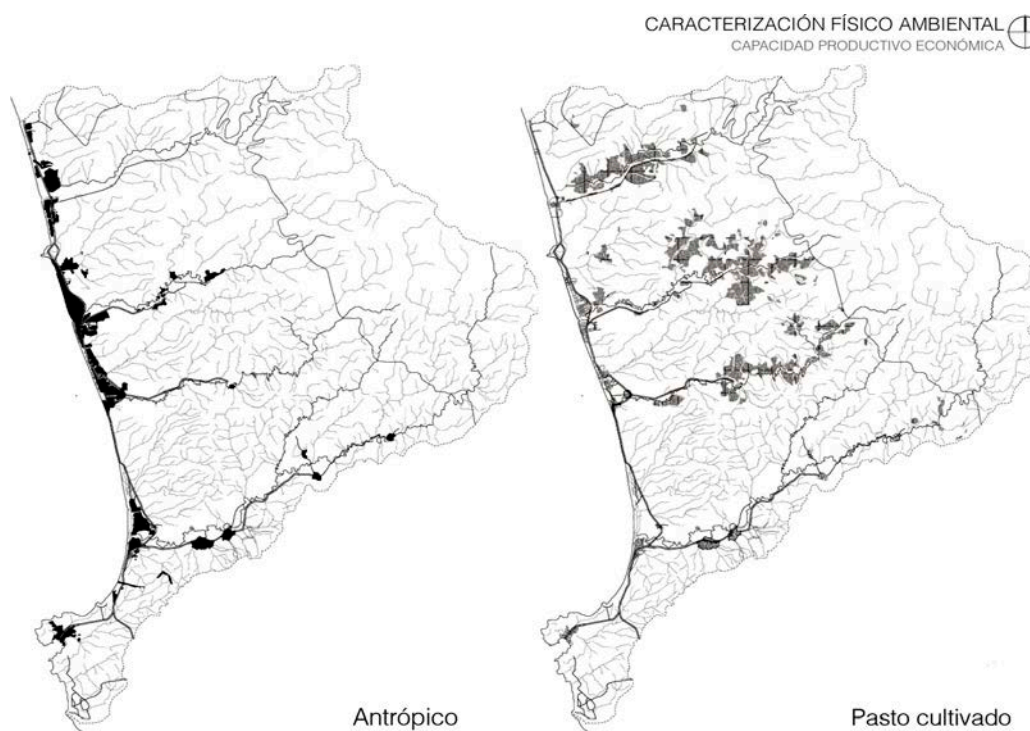 CARACTERIZACIÓN FÍSICO AMBIENTAL
CAPACIDAD PRODUCTIVO ECONÓMICA
Antrópico
Pasto cultivado